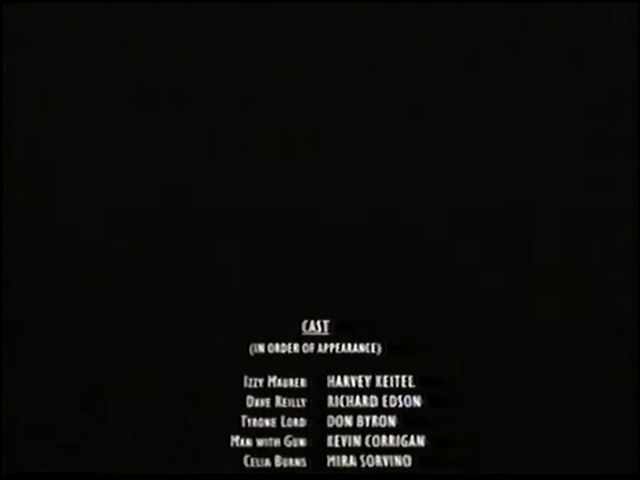 CAST
(IN ORDER OF APPEARANCE)
IZZY MAURER HARVEY KEITEL
DAVE REILLY RICHARD EDSON
TYRONE LORD DON BYRON
MAN WITH GUN KEVIN CORRIGAN
CELIA BURNS MIRA SORVINO